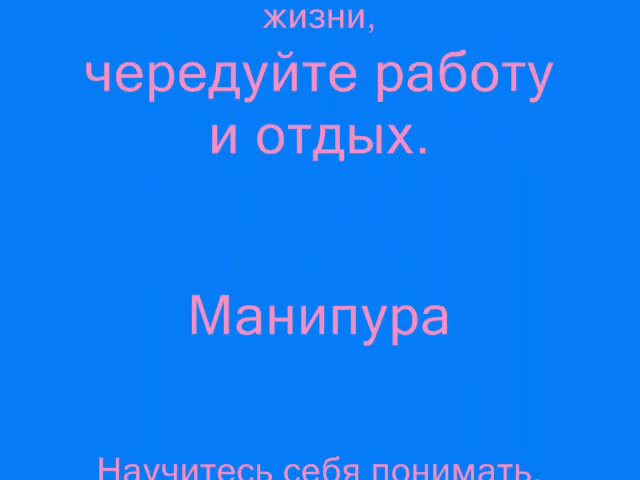 жизни,
чередуйте работу
и отдых.
Манипура
Научитесь себя понимать.